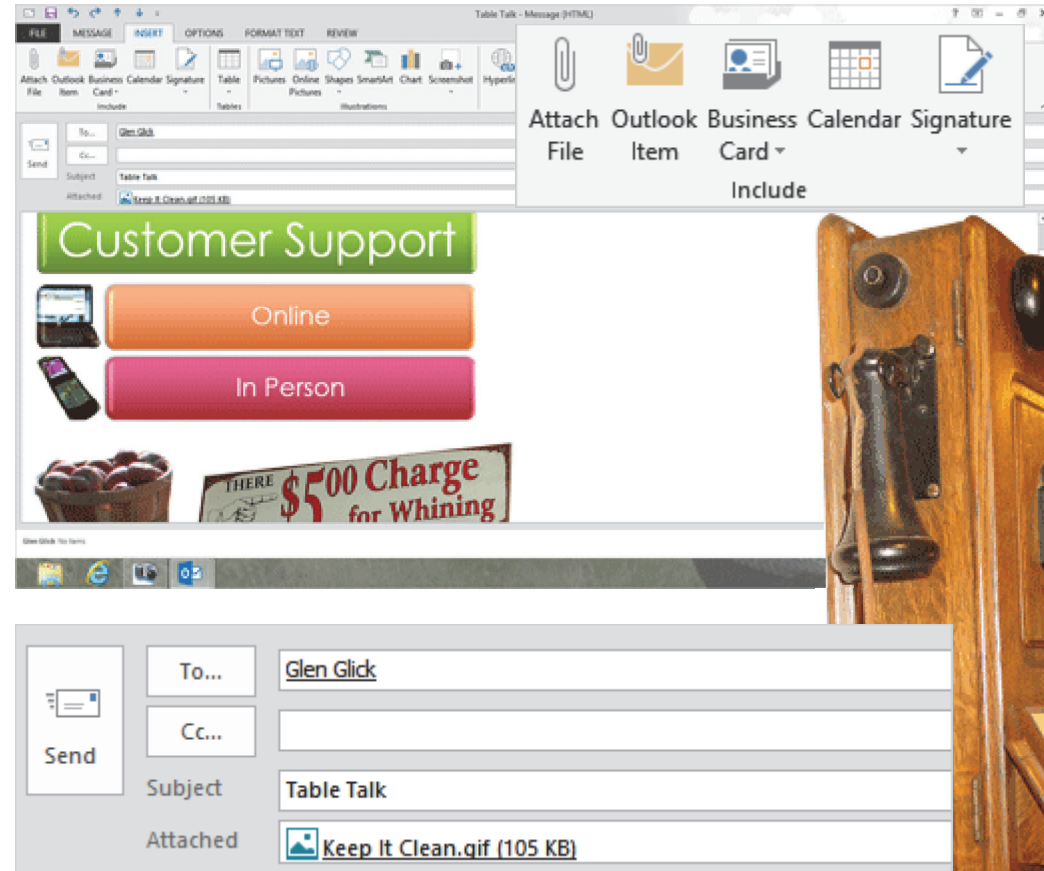 Table Talk - Message (HTML)
FILE MESSAGE INSERT OPTIONS FORMAT TEXT REVIEW
Attach File
Outlook Item
Business Card
Calendar
Signature
Table
Pictures
Online Pictures
Shapes
SmartArt
Chart
Screenshot
Include
Tables
Illustrations
Attach File
Outlook Item
Business Card
Calendar
Signature
Include
Send
To...
Glen Glick
Cc...
Subject
Table Talk
Attached
Keep It Clean.gif (105 KB)
Customer Support
Online
In Person
THERE
$500 Charge
for Whining
Glen Glick No Items
Send
To...
Glen Glick
Cc...
Subject
Table Talk
Attached
Keep It Clean.gif (105 KB)